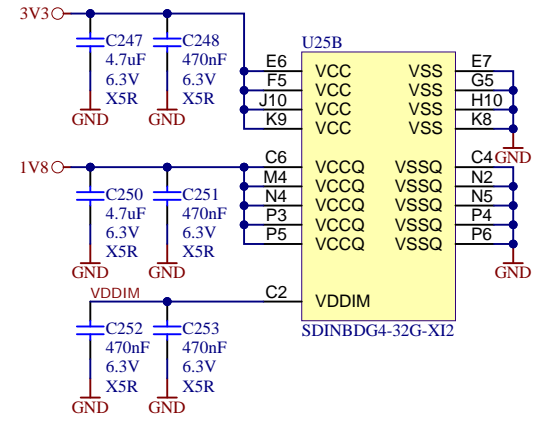 3V3
C247
4.7uF
6.3V
X5R
GND
C248
470nF
6.3V
X5R
GND
U25B
E6 VCC VSS E7
F5 VCC VSS G5
J10 VCC VSS H10
K9 VCC VSS K8
GND
1V8
C250
4.7uF
6.3V
X5R
GND
C251
470nF
6.3V
X5R
GND
C6 VCCQ VSSQ C4
M4 VCCQ VSSQ N2
N4 VCCQ VSSQ N5
P3 VCCQ VSSQ P4
P5 VCCQ VSSQ P6
GND
VDDIM
C2 VDDIM
C252
470nF
6.3V
X5R
GND
C253
470nF
6.3V
X5R
GND
SDINBDG4-32G-XI2